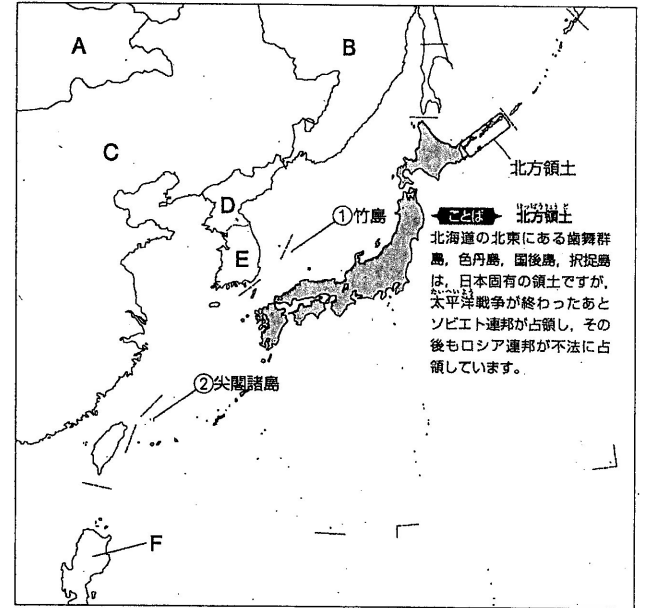 A
B
C
北方領土
D
①竹島
E
ことば 北方領土
北海道の北東にある歯舞群
島，色丹島，国後島，択捉島
は，日本固有の領土ですが，
太平洋戦争が終わったあと
ソビエト連邦が占領し，その
後もロシア連邦が不法に占
領しています。
②尖閣諸島
F